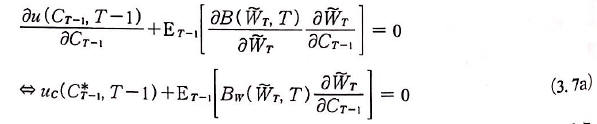 ∂u(C_{T-1}, T-1)/∂C_{T-1} + E_{T-1}[∂B(W̃_T, T)/∂W̃_T ∂W̃_T/∂C_{T-1}] = 0
⇔ u_C(C*_{T-1}, T-1) + E_{T-1}[B_W(W̃_T, T) ∂W̃_T/∂C_{T-1}] = 0 (3.7a)